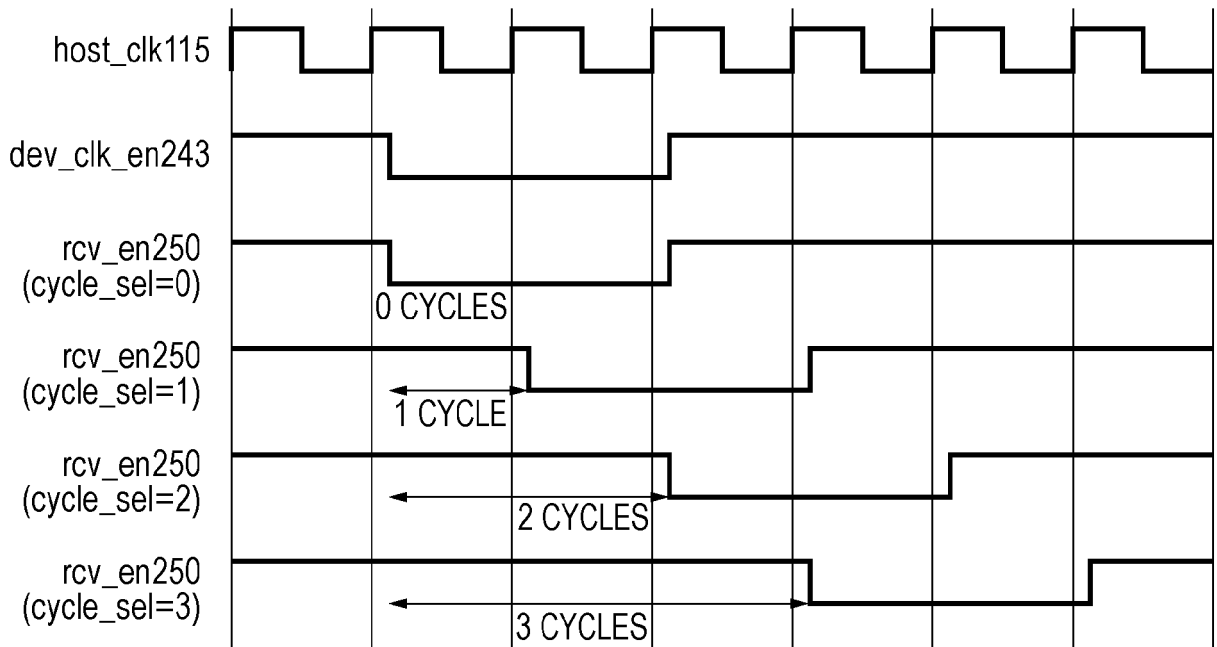 host_clk115
dev_clk_en243
rcv_en250
(cycle_sel=0)
0 CYCLES
rcv_en250
(cycle_sel=1)
1 CYCLE
rcv_en250
(cycle_sel=2)
2 CYCLES
rcv_en250
(cycle_sel=3)
3 CYCLES